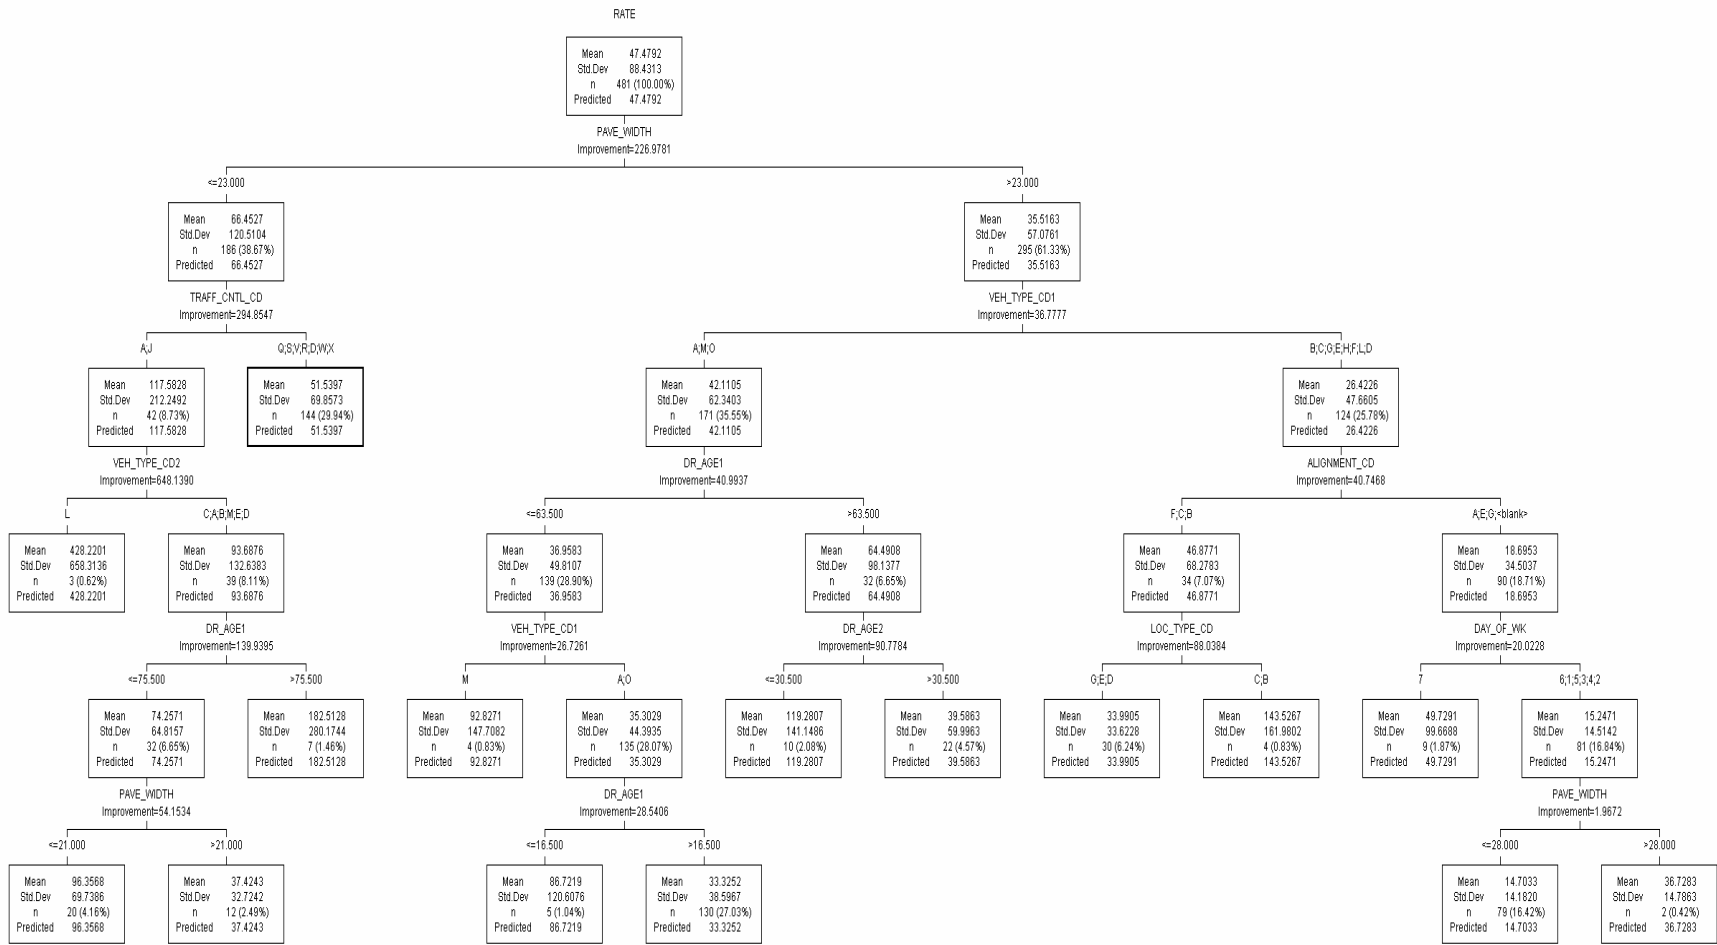 RATE
Mean 47.4792
Std.Dev 88.4313
n 481 (100.00%)
Predicted 47.4792
PAVE_WIDTH
Improvement=226.9781
<=23.000
>23.000
Mean 66.4527
Std.Dev 120.5104
n 186 (38.67%)
Predicted 66.4527
Mean 35.5163
Std.Dev 57.0761
n 295 (61.33%)
Predicted 35.5163
TRAFF_CNTL_CD
Improvement=294.8547
VEH_TYPE_CD1
Improvement=36.7777
A;J
Q;S;V;R;D;W;X
A;M;O
B;C;G;E;H;F;L;D
Mean 117.5828
Std.Dev 212.2492
n 42 (8.73%)
Predicted 117.5828
Mean 51.5397
Std.Dev 69.8573
n 144 (29.94%)
Predicted 51.5397
Mean 42.1105
Std.Dev 62.3403
n 171 (35.55%)
Predicted 42.1105
Mean 26.4226
Std.Dev 47.6605
n 124 (25.78%)
Predicted 26.4226
VEH_TYPE_CD2
Improvement=648.1390
DR_AGE1
Improvement=40.9937
ALIGNMENT_CD
Improvement=40.7468
L
C;A;B;M;E;D
<=63.500
>63.500
F;C;B
A;E;G;<blank>
Mean 428.2201
Std.Dev 658.3136
n 3 (0.62%)
Predicted 428.2201
Mean 93.6876
Std.Dev 132.6383
n 39 (8.11%)
Predicted 93.6876
Mean 36.9583
Std.Dev 49.8107
n 139 (28.90%)
Predicted 36.9583
Mean 64.4908
Std.Dev 98.1377
n 32 (6.65%)
Predicted 64.4908
Mean 46.8771
Std.Dev 68.2783
n 34 (7.07%)
Predicted 46.8771
Mean 18.6953
Std.Dev 34.5037
n 90 (18.71%)
Predicted 18.6953
DR_AGE1
Improvement=139.9395
VEH_TYPE_CD1
Improvement=26.7261
DR_AGE2
Improvement=90.7784
LOC_TYPE_CD
Improvement=88.0384
DAY_OF_WK
Improvement=20.0228
<=75.500
>75.500
M
A;O
<=30.500
>30.500
G;E;D
C;B
7
6;1;5;3;4;2
Mean 74.2571
Std.Dev 64.8157
n 32 (6.65%)
Predicted 74.2571
Mean 182.5128
Std.Dev 280.1744
n 7 (1.46%)
Predicted 182.5128
Mean 92.8271
Std.Dev 147.7082
n 4 (0.83%)
Predicted 92.8271
Mean 35.3029
Std.Dev 44.3935
n 135 (28.07%)
Predicted 35.3029
Mean 119.2807
Std.Dev 141.1486
n 10 (2.08%)
Predicted 119.2807
Mean 39.5863
Std.Dev 59.9963
n 22 (4.57%)
Predicted 39.5863
Mean 33.9905
Std.Dev 33.6228
n 30 (6.24%)
Predicted 33.9905
Mean 143.5267
Std.Dev 161.9802
n 4 (0.83%)
Predicted 143.5267
Mean 49.7291
Std.Dev 99.6688
n 9 (1.87%)
Predicted 49.7291
Mean 15.2471
Std.Dev 14.5142
n 81 (16.84%)
Predicted 15.2471
PAVE_WIDTH
Improvement=54.1534
DR_AGE1
Improvement=28.5406
PAVE_WIDTH
Improvement=1.9672
<=21.000
>21.000
<=16.500
>16.500
<=28.000
>28.000
Mean 96.3568
Std.Dev 69.7386
n 20 (4.16%)
Predicted 96.3568
Mean 37.4243
Std.Dev 32.7242
n 12 (2.49%)
Predicted 37.4243
Mean 86.7219
Std.Dev 120.6076
n 5 (1.04%)
Predicted 86.7219
Mean 33.3252
Std.Dev 38.5967
n 130 (27.03%)
Predicted 33.3252
Mean 14.7033
Std.Dev 14.1820
n 79 (16.42%)
Predicted 14.7033
Mean 36.7283
Std.Dev 14.7863
n 2 (0.42%)
Predicted 36.7283